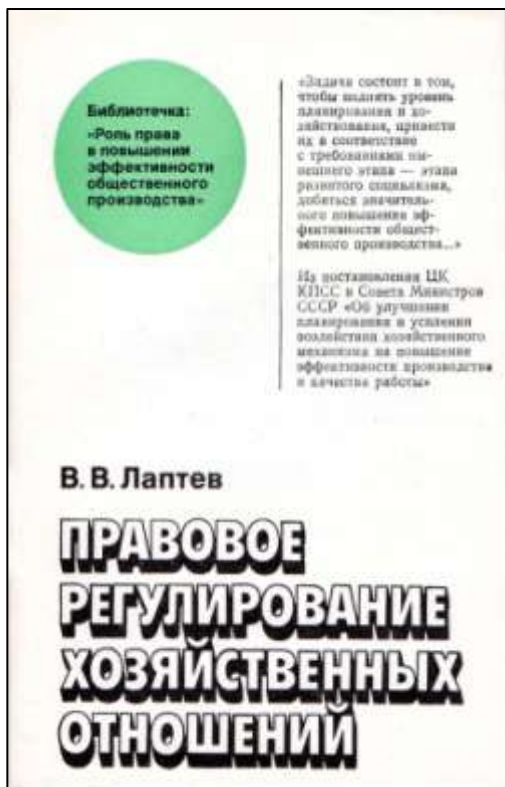 Библиотечка:
«Роль права
в повышении
эффективности
общественного
производства»
«Задача состоит в том,
чтобы поднять уровень
планирования и хо-
зяйствования, привести
их в соответствие
с требованиями ны-
нешнего этапа — этапа
развитого социализма,
добиться значитель-
ного повышения эф-
фективности общест-
венного производства...»
Из постановления ЦК
КПСС и Совета Министров
СССР «Об улучшении
планирования и усилении
воздействия хозяйственного
механизма на повышение
эффективности производства
и качества работы»
В. В. Лаптев
ПРАВОВОЕ
РЕГУЛИРОВАНИЕ
ХОЗЯЙСТВЕННЫХ
ОТНОШЕНИЙ